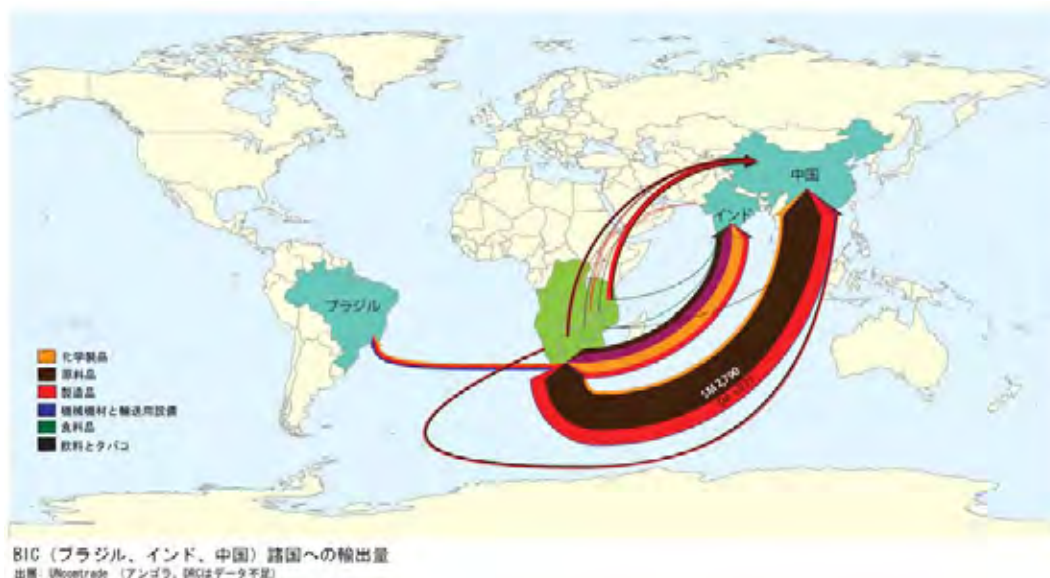 中国
インド
ブラジル
化学製品
原料品
製造品
機械機材と輸送用設備
食料品
飲料とタバコ
$M 2,790
BIC（ブラジル、インド、中国）諸国への輸出量
出展：UNcomtrade （アンゴラ、DRCはデータ不足）